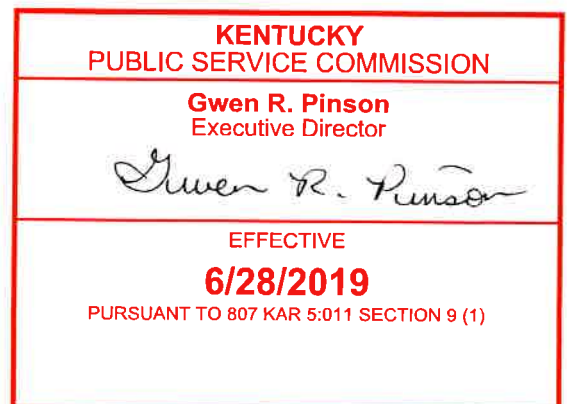 KENTUCKY
PUBLIC SERVICE COMMISSION
Gwen R. Pinson
Executive Director
Gwen R. Pinson
EFFECTIVE
6/28/2019
PURSUANT TO 807 KAR 5:011 SECTION 9 (1)